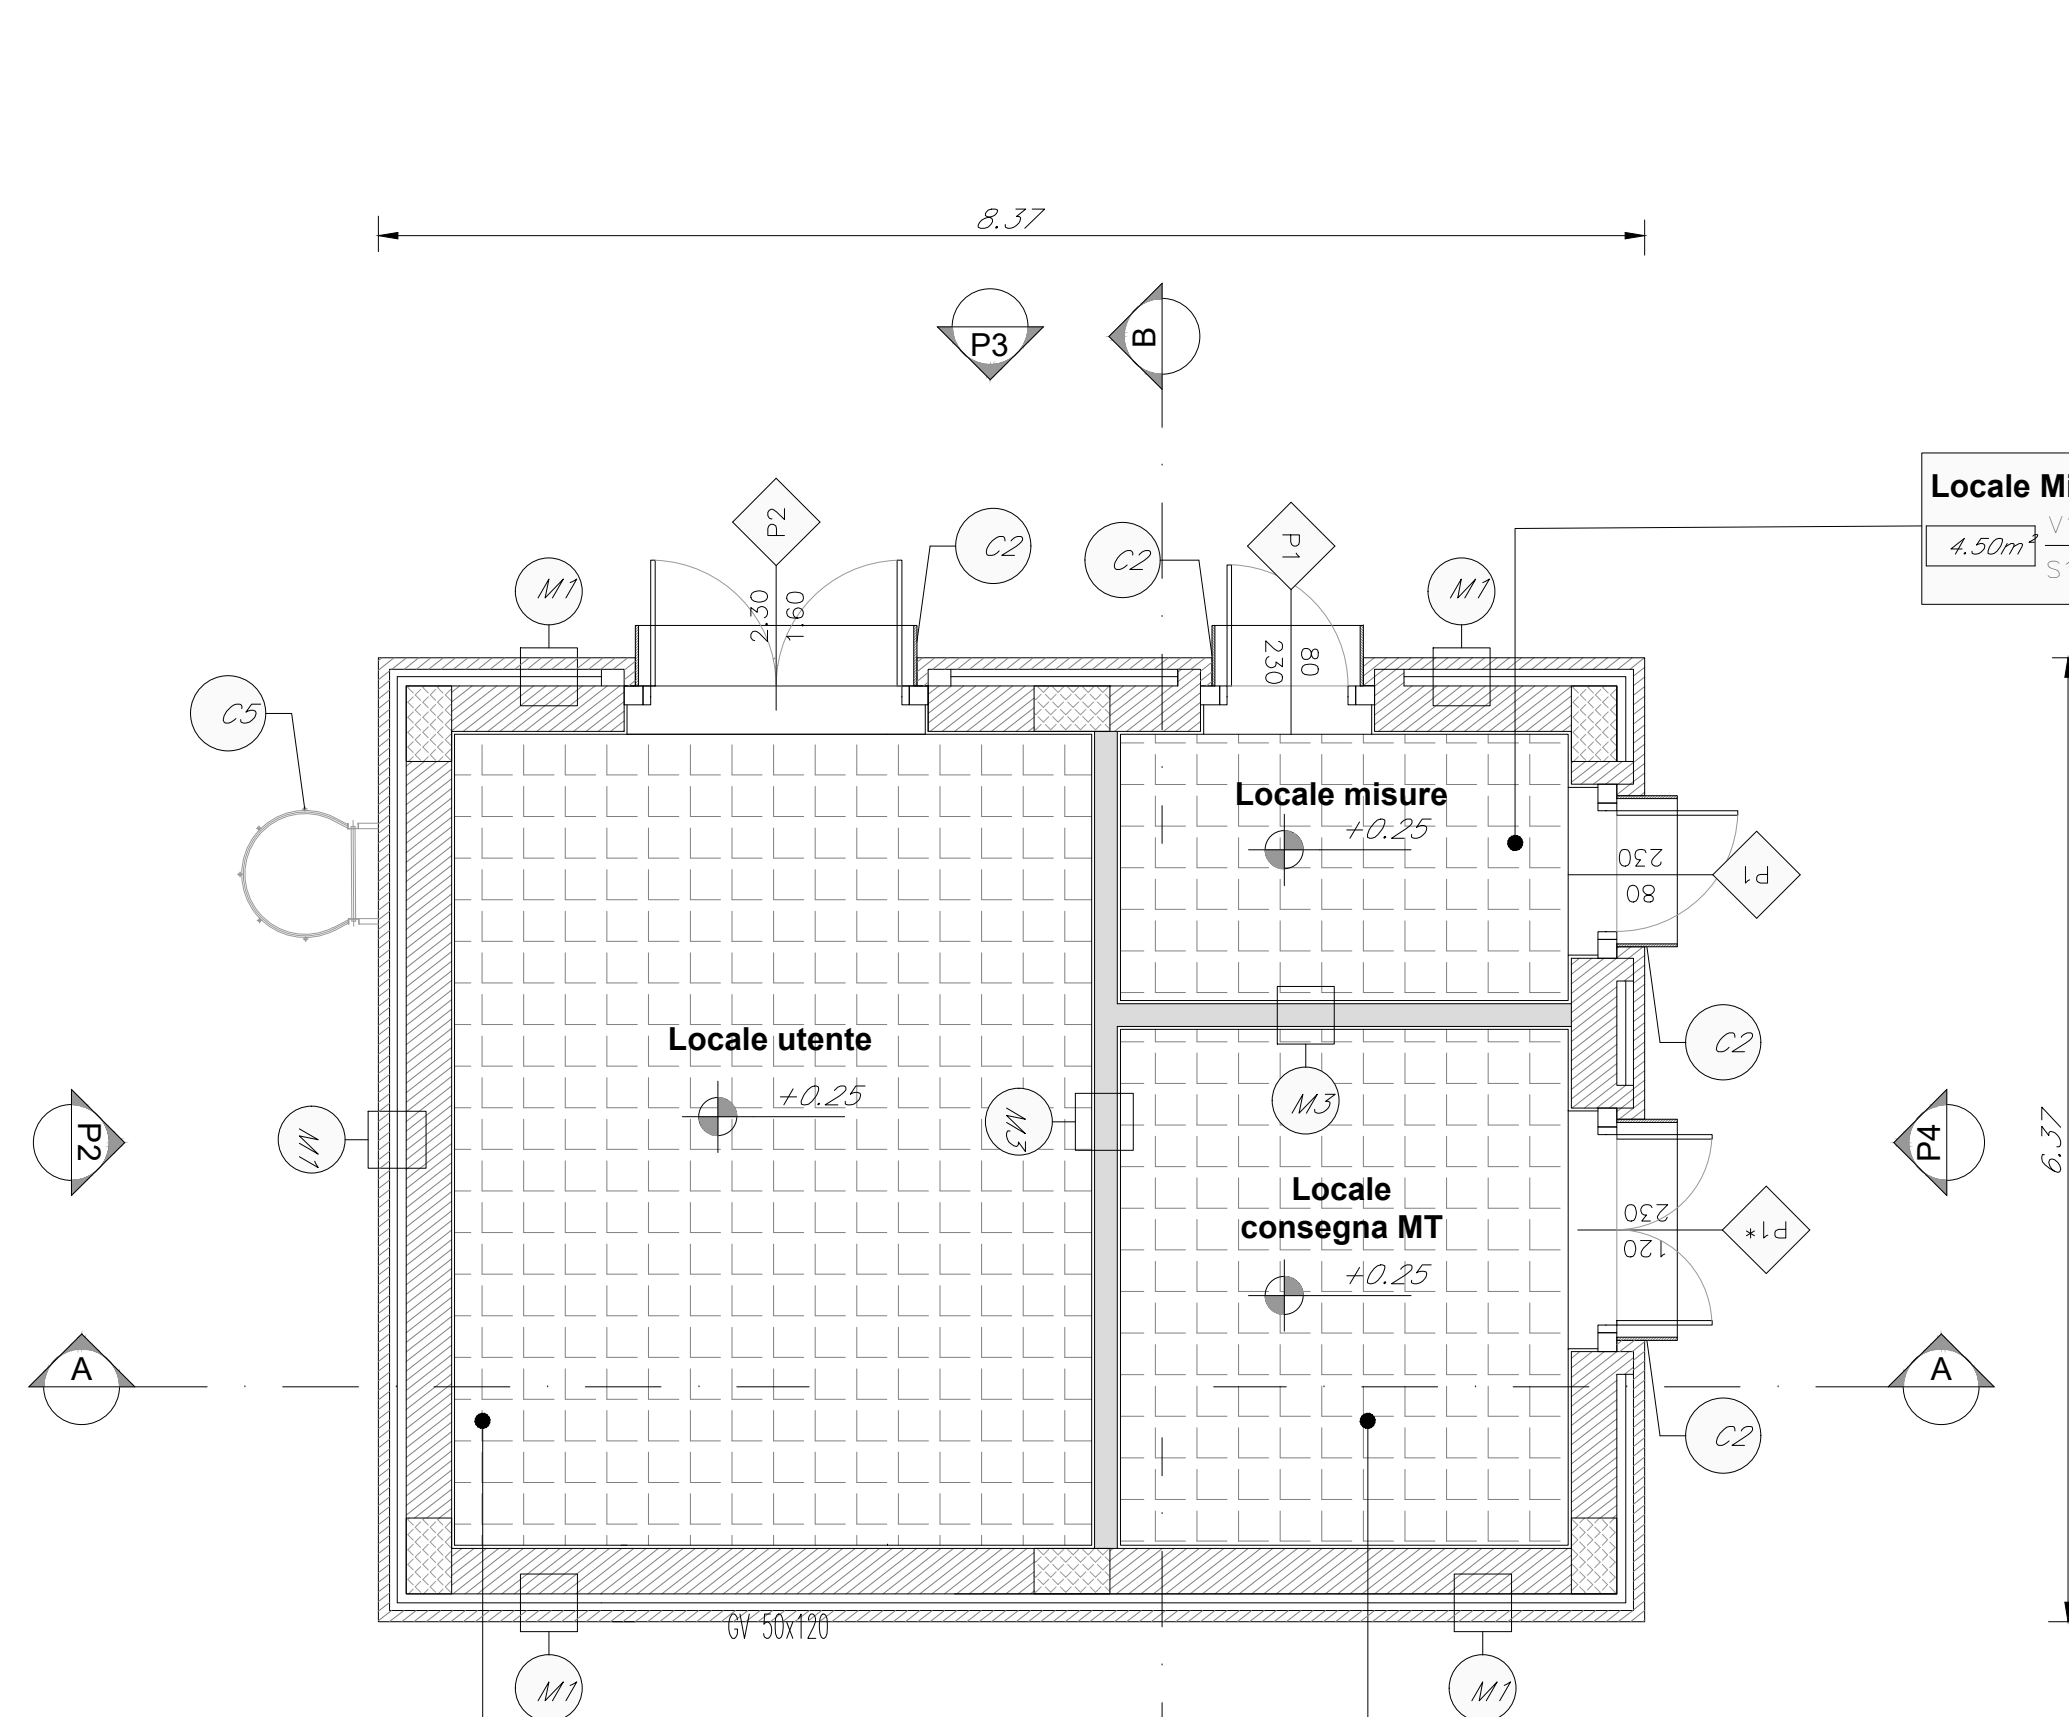 8.37
P3
B
Locale Mi
4.50m²
P2
P1
C2
C2
M1
M1
2.30
1.60
230
80
C5
Locale misure
+0.25
230
80
P1
Locale utente
+0.25
C2
M3
M3
M1
P2
P4
6.37
Locale
consegna MT
+0.25
230
120
P1*
A
A
C2
GV 50x120
M1
M1